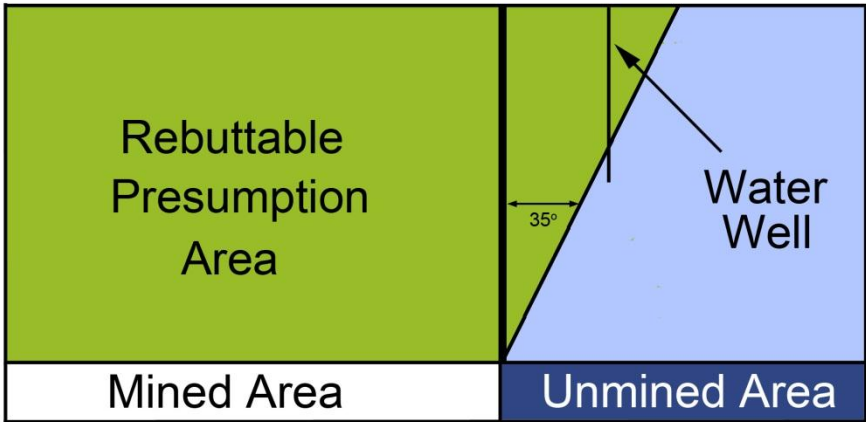 Rebuttable
Presumption
Area
35°
Water
Well
Mined Area
Unmined Area